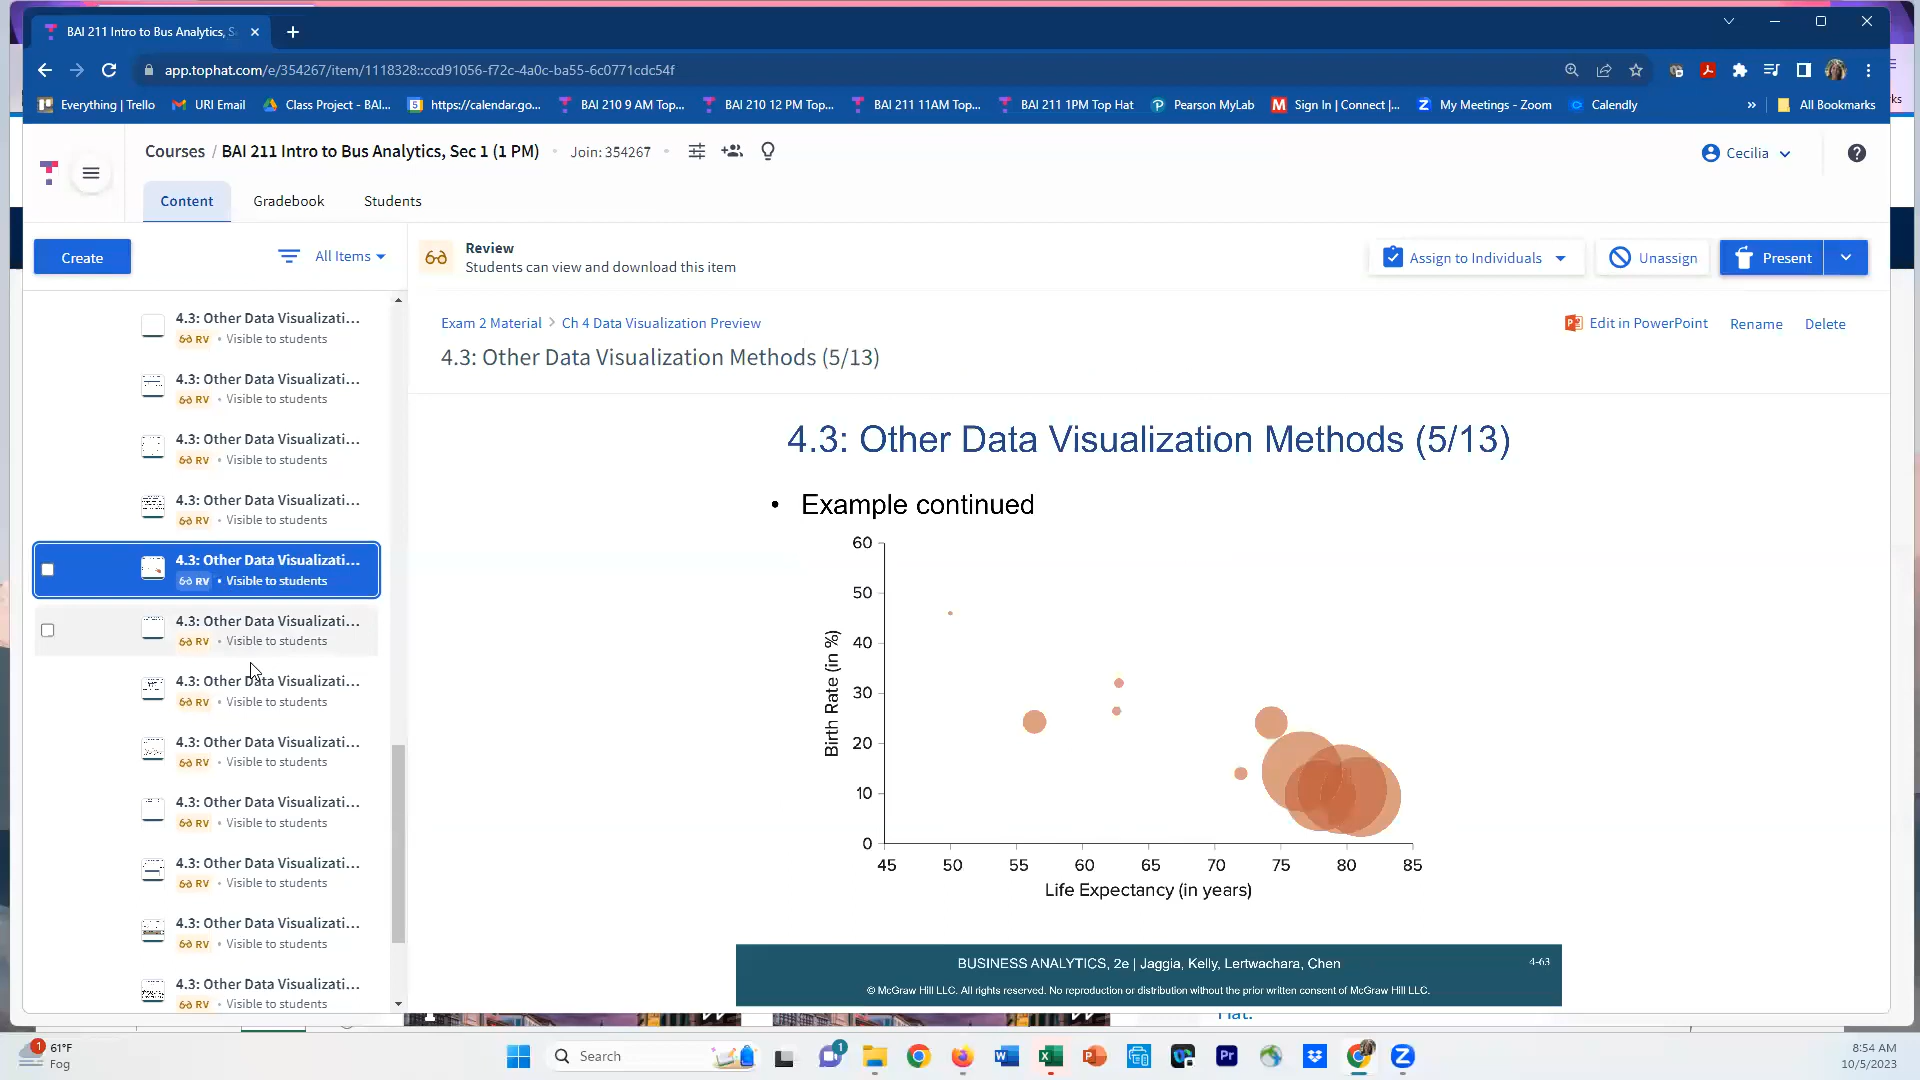 BAI 211 Intro to Bus Analytics, S
app.tophat.com/e/354267/item/1118328::ccd91056-f72c-4a0c-ba55-6c0771cdc54f
Everything | Trello
URI Email
Class Project - BAI...
https://calendar.go...
BAI 210 9 AM Top...
BAI 210 12 PM Top...
BAI 211 11AM Top...
BAI 211 1PM Top Hat
Pearson MyLab
Sign In | Connect |...
My Meetings - Zoom
Calendly
»
All Bookmarks
Courses / BAI 211 Intro to Bus Analytics, Sec 1 (1 PM)
Join: 354267
Cecilia
Content
Gradebook
Students
Create
All Items
Review
Students can view and download this item
Assign to Individuals
Unassign
Present
Exam 2 Material > Ch 4 Data Visualization Preview
Edit in PowerPoint
Rename
Delete
4.3: Other Data Visualization Methods (5/13)
4.3: Other Data Visualizati...
RV • Visible to students
4.3: Other Data Visualizati...
RV • Visible to students
4.3: Other Data Visualizati...
RV • Visible to students
4.3: Other Data Visualizati...
RV • Visible to students
4.3: Other Data Visualizati...
RV • Visible to students
4.3: Other Data Visualizati...
RV • Visible to students
4.3: Other Data Visualizati...
RV • Visible to students
4.3: Other Data Visualizati...
RV • Visible to students
4.3: Other Data Visualizati...
RV • Visible to students
4.3: Other Data Visualizati...
RV • Visible to students
4.3: Other Data Visualizati...
RV • Visible to students
4.3: Other Data Visualizati...
RV • Visible to students
4.3: Other Data Visualization Methods (5/13)
• Example continued
60
50
40
30
20
10
0
Birth Rate (in %)
45 50 55 60 65 70 75 80 85
Life Expectancy (in years)
BUSINESS ANALYTICS, 2e | Jaggia, Kelly, Lertwachara, Chen
4-63
© McGraw Hill LLC. All rights reserved. No reproduction or distribution without the prior written consent of McGraw Hill LLC.
1
61°F
Fog
Search
1
8:54 AM
10/5/2023